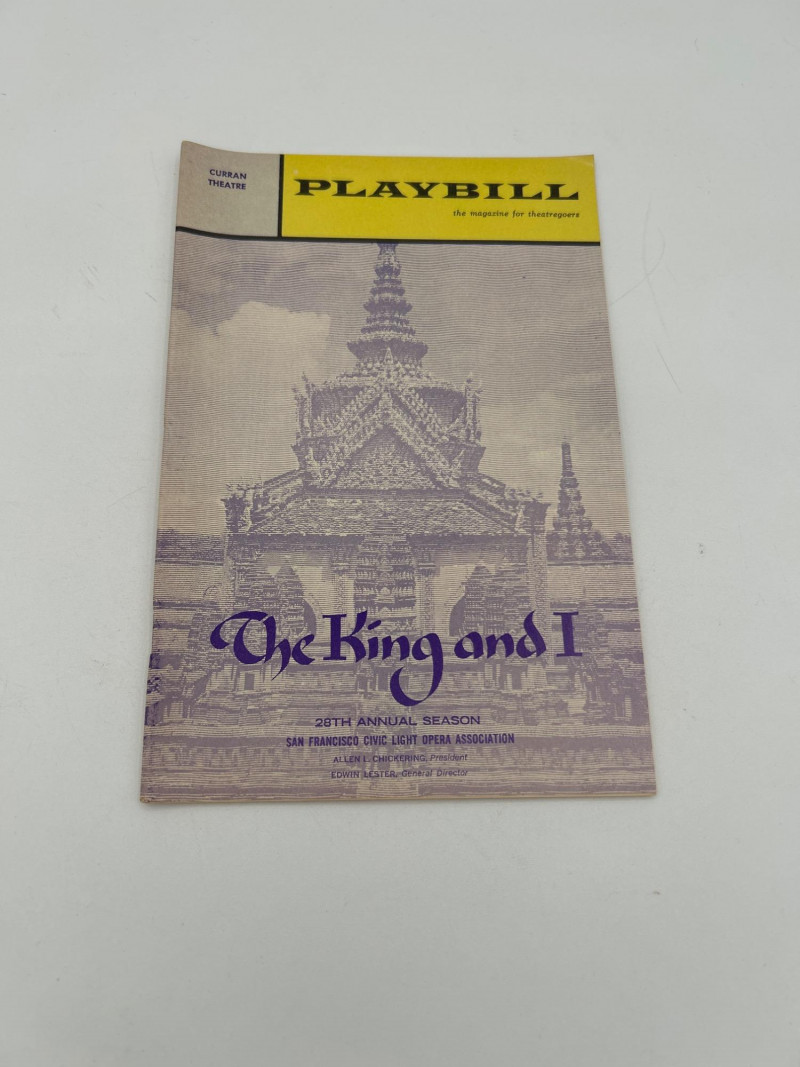 CURRAN
THEATRE
PLAYBILL
the magazine for theatregoers
The King and I
28TH ANNUAL SEASON
SAN FRANCISCO CIVIC LIGHT OPERA ASSOCIATION
ALLEN L. CHICKERING, President
EDWIN LESTER, General Director